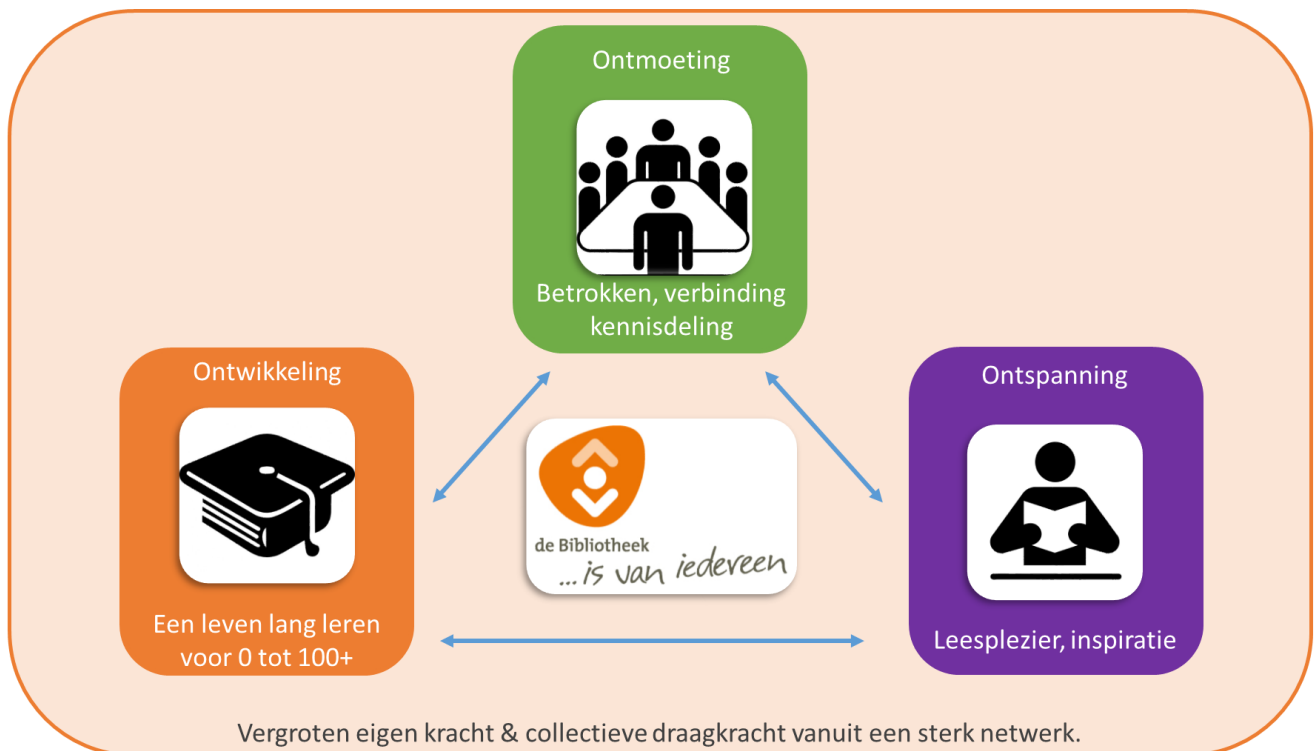 Ontmoeting
Betrokken, verbinding
kennisdeling
Ontwikkeling
Een leven lang leren
voor 0 tot 100+
de Bibliotheek
...is van iedereen
Ontspanning
Leesplezier, inspiratie
Vergroten eigen kracht & collectieve draagkracht vanuit een sterk netwerk.